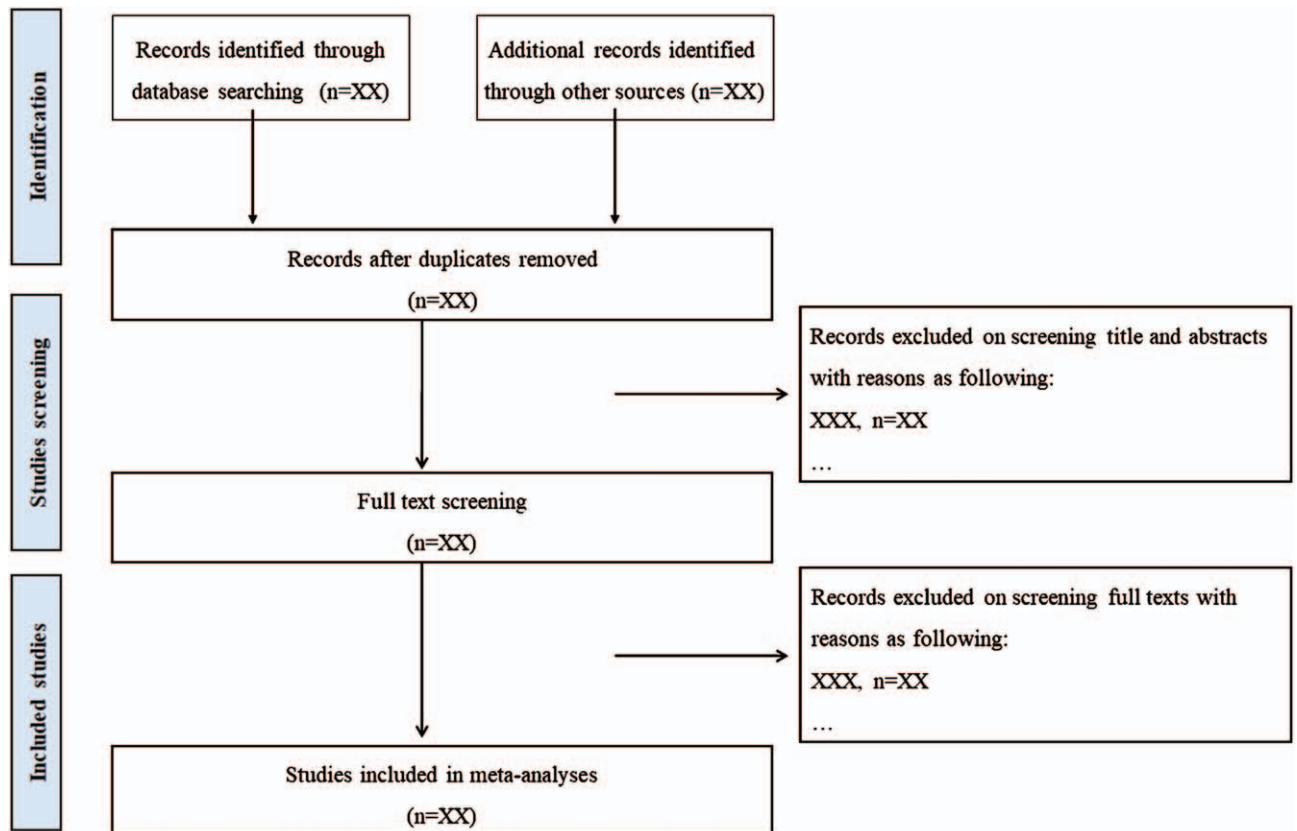 Identification
Records identified through
database searching (n=XX)
Additional records identified
through other sources (n=XX)
Records after duplicates removed
(n=XX)
Studies screening
Records excluded on screening title and abstracts
with reasons as following:
XXX, n=XX
…
Full text screening
(n=XX)
Included studies
Records excluded on screening full texts with
reasons as following:
XXX, n=XX
…
Studies included in meta-analyses
(n=XX)